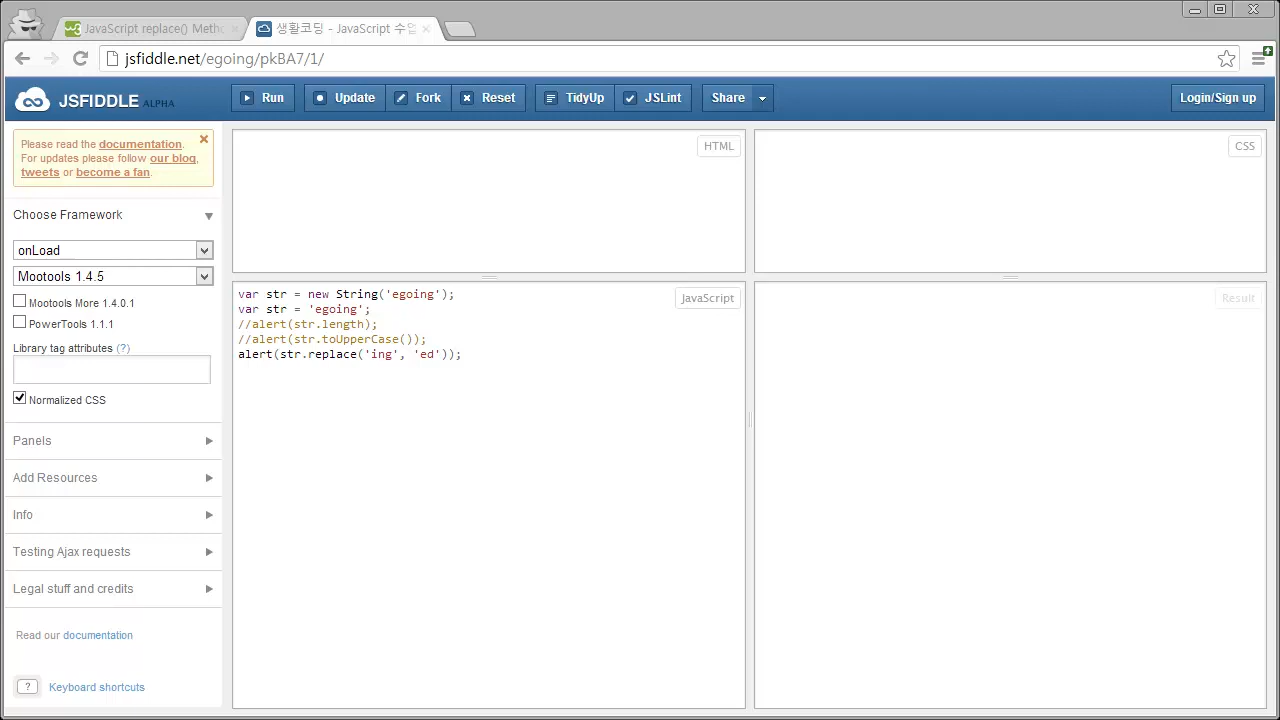 JavaScript replace() Meth
생활코딩 - JavaScript 수업
jsfiddle.net/egoing/pkBA7/1/
JSFIDDLE ALPHA
Run
Update
Fork
Reset
TidyUp
JSLint
Share
Login/Sign up
Please read the documentation.
For updates please follow our blog,
tweets or become a fan.
Choose Framework
onLoad
Mootools 1.4.5
Mootools More 1.4.0.1
PowerTools 1.1.1
Library tag attributes (?)
Normalized CSS
Panels
Add Resources
Info
Testing Ajax requests
Legal stuff and credits
Read our documentation
? Keyboard shortcuts
HTML
CSS
var str = new String('egoing');
var str = 'egoing';
//alert(str.length);
//alert(str.toUpperCase());
alert(str.replace('ing', 'ed'));
JavaScript
Result